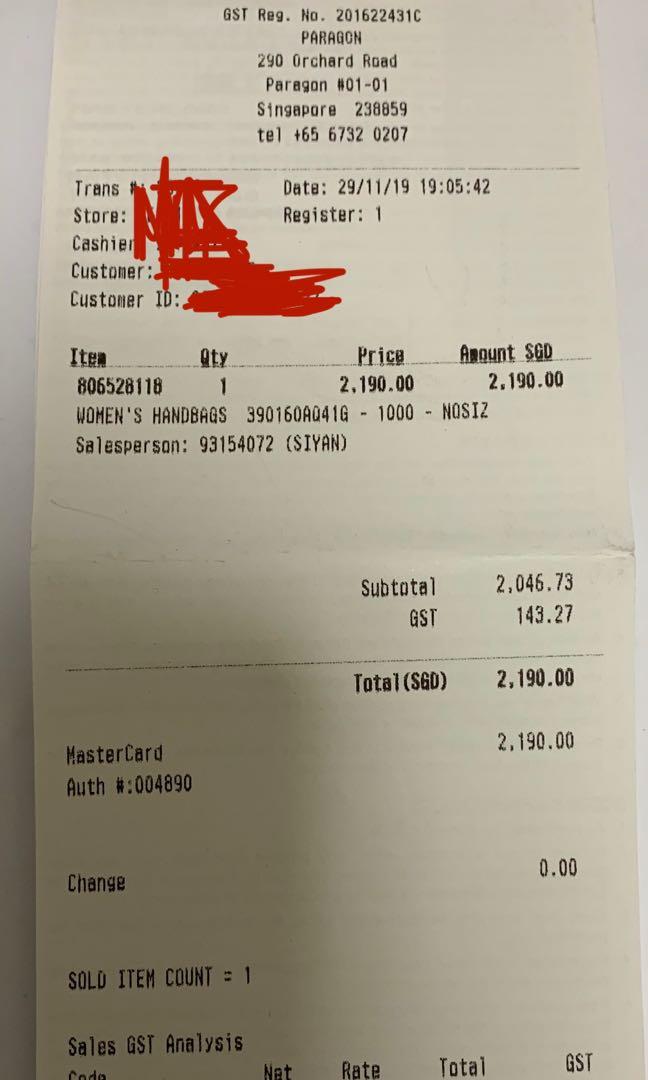 GST Reg. No. 201622431C
PARAGON
290 Orchard Road
Paragon #01-01
Singapore 238859
tel +65 6732 0207
Trans #: Date: 29/11/19 19:05:42
Store: Register: 1
Cashier
Customer:
Customer ID:
Item Qty Price Amount SGD
806528118 1 2,190.00 2,190.00
WOMEN'S HANDBAGS 390160A041G - 1000 - NOSIZ
Salesperson: 93154072 (SIYAN)
Subtotal 2,046.73
GST 143.27
Total(SGD) 2,190.00
MasterCard 2,190.00
Auth #:004890
Change 0.00
SOLD ITEM COUNT = 1
Sales GST Analysis
Code Net Rate Total GST